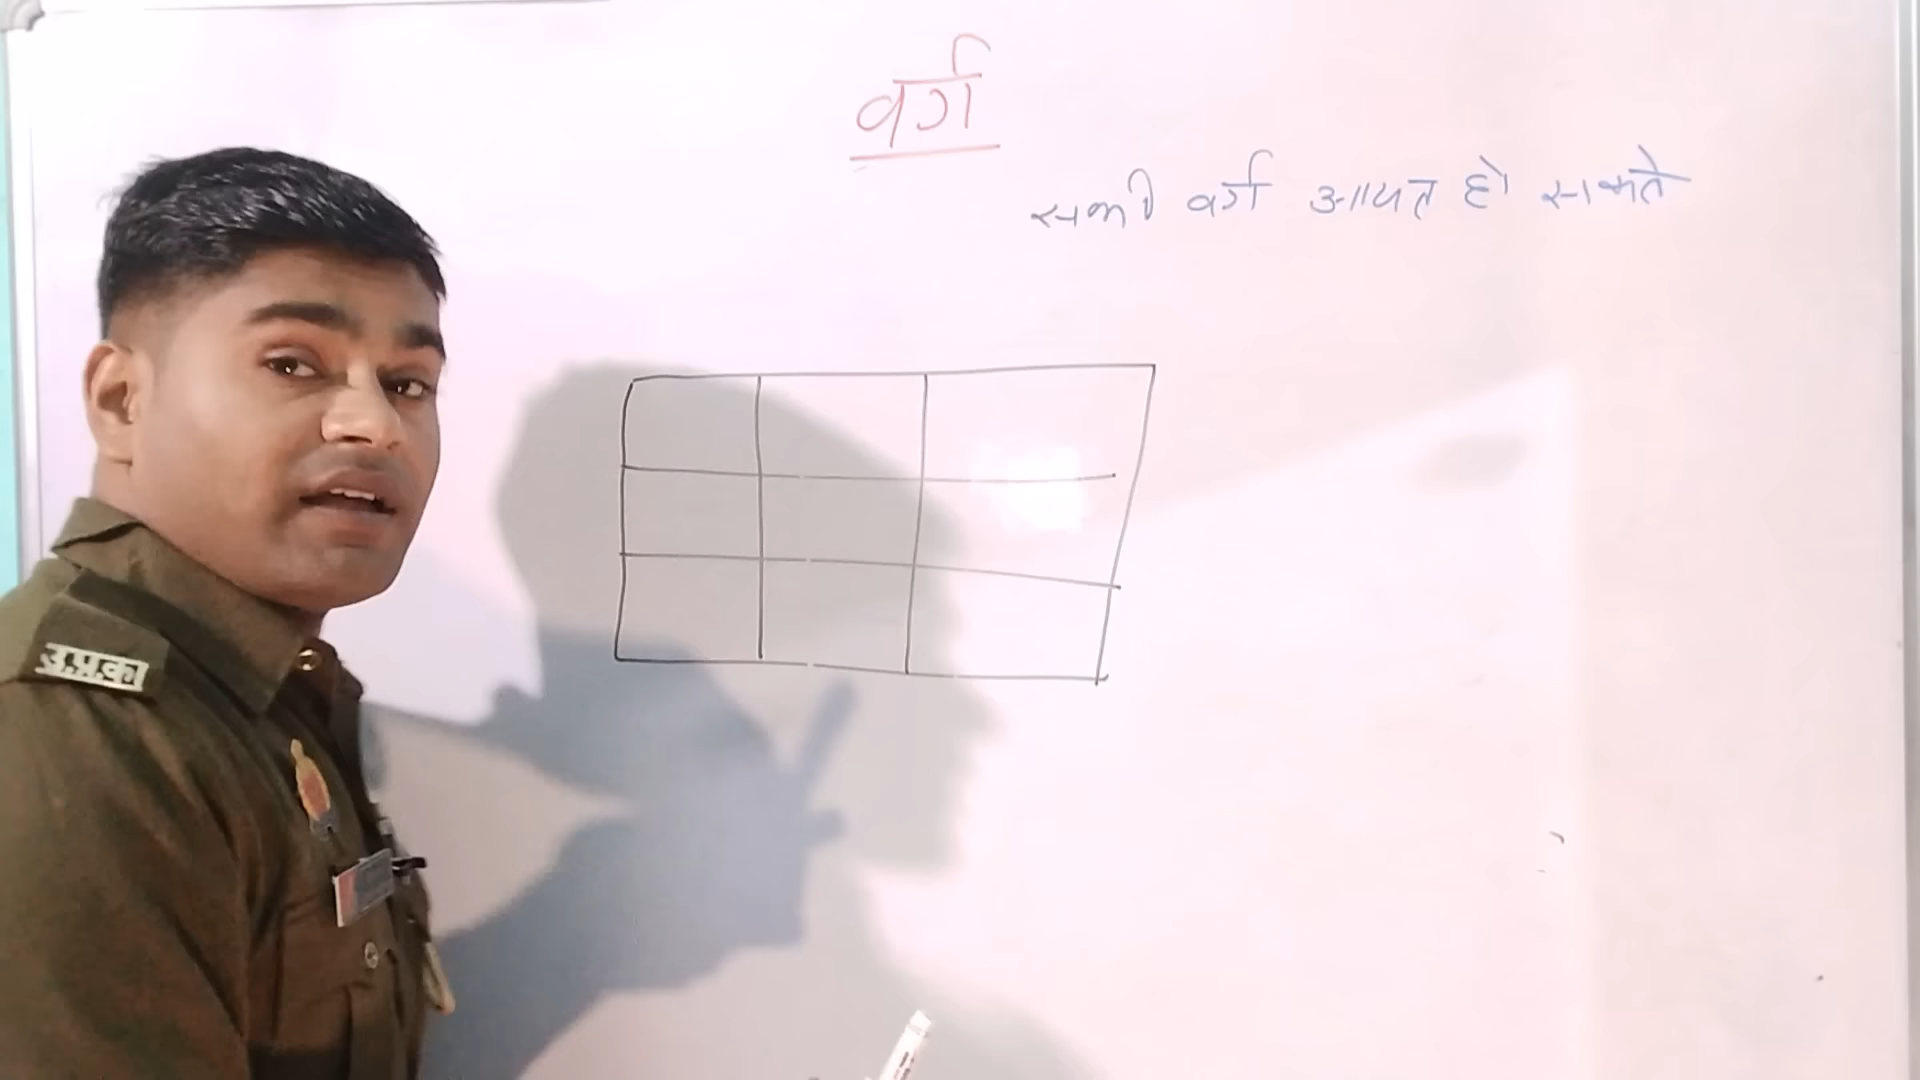 वर्ग
सभी वर्ग आयत हो सकते
उ.प्र.का